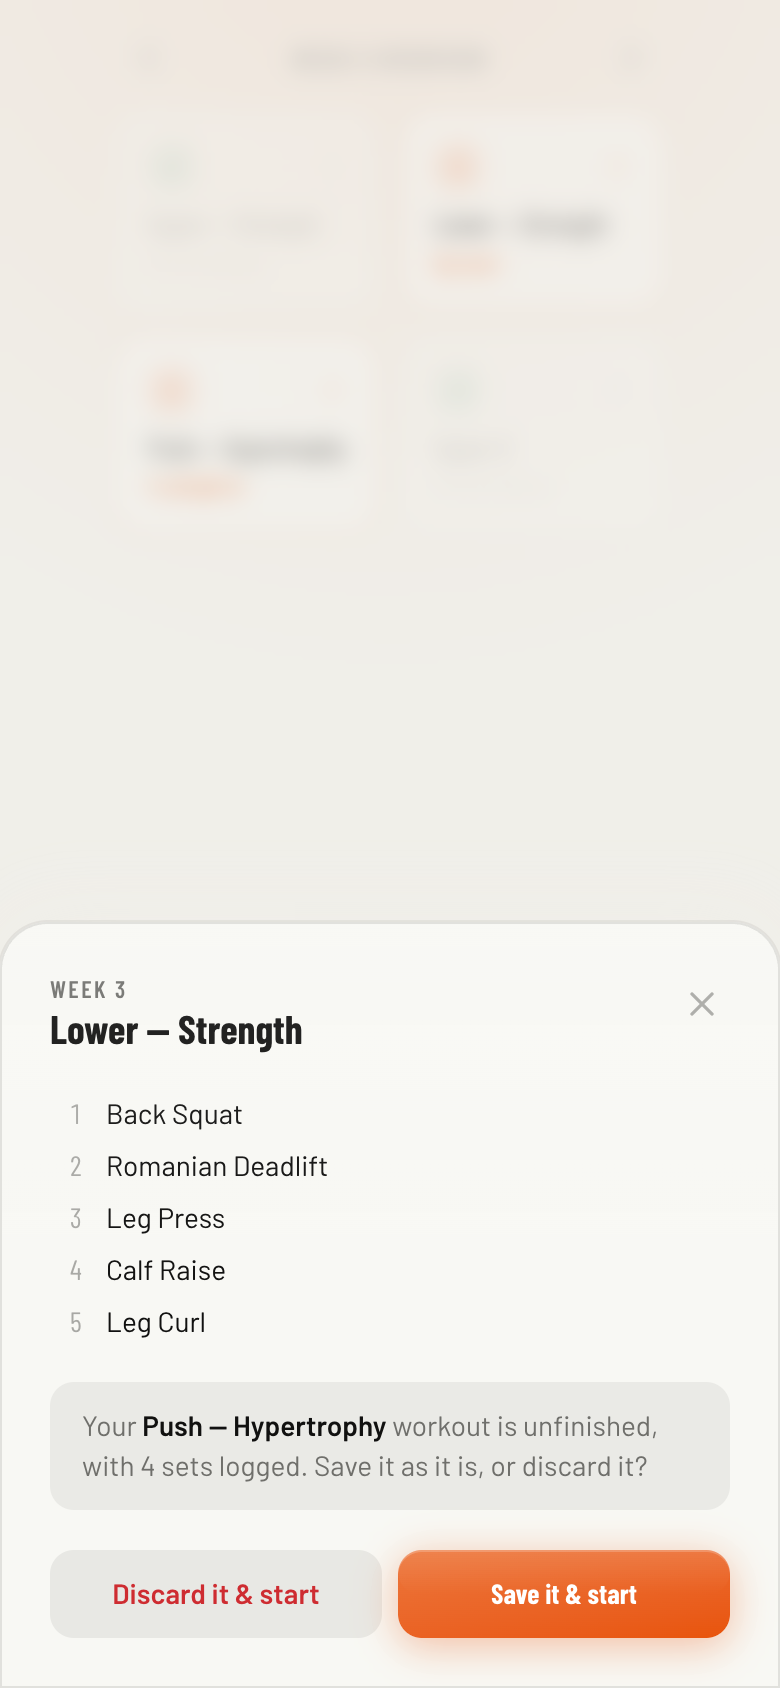 WEEK 3
Lower — Strength
1 Back Squat
2 Romanian Deadlift
3 Leg Press
4 Calf Raise
5 Leg Curl
Your Push — Hypertrophy workout is unfinished,
with 4 sets logged. Save it as it is, or discard it?
Discard it & start
Save it & start